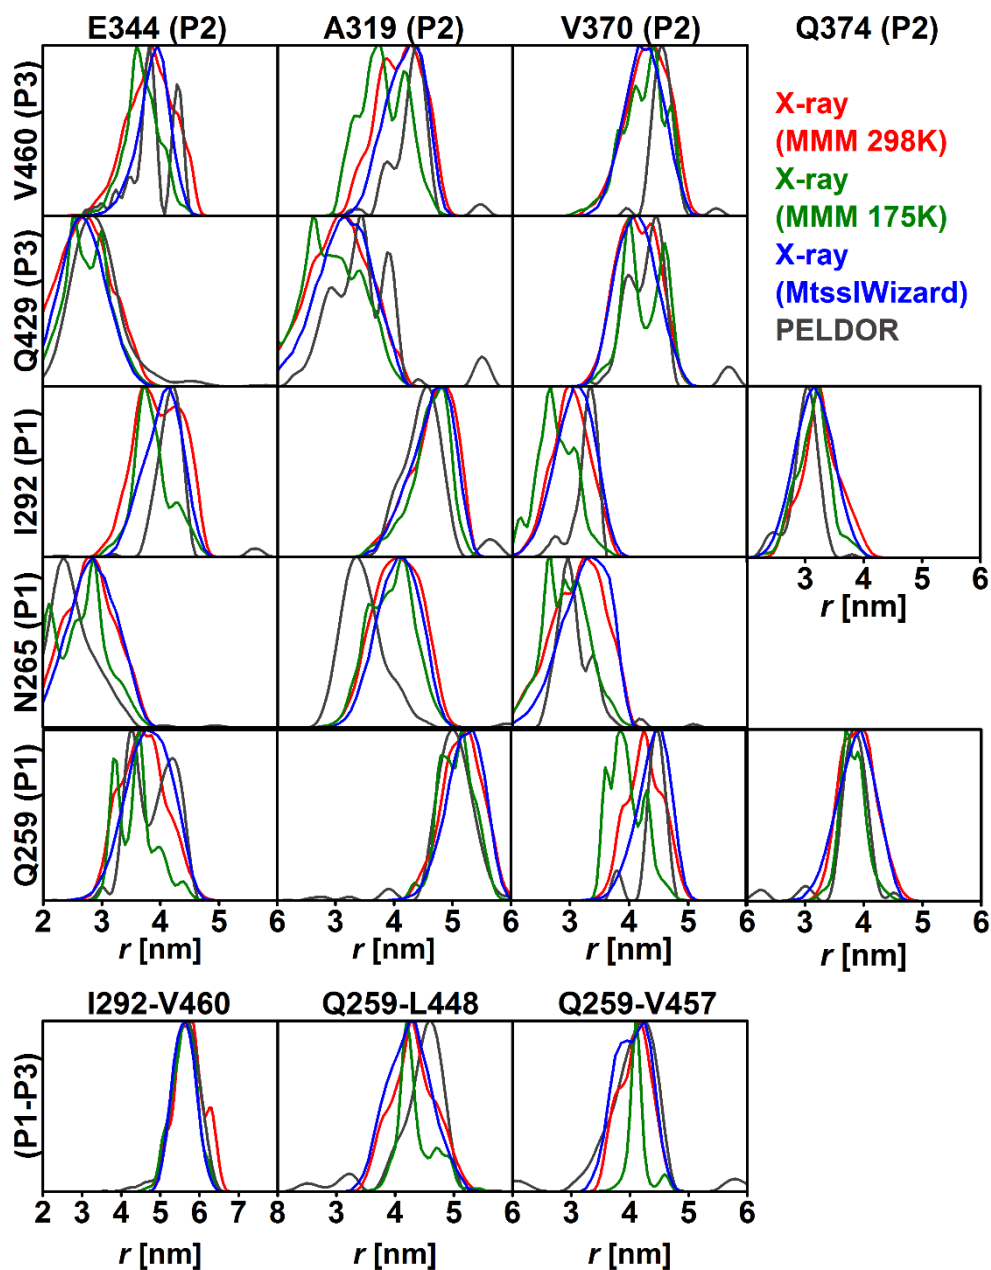 E344 (P2) A319 (P2) V370 (P2) Q374 (P2)
V460 (P3)
X-ray
(MMM 298K)
X-ray
(MMM 175K)
X-ray
(MtsslWizard)
PELDOR
Q429 (P3)
I292 (P1)
3 4 5 6
r [nm]
N265 (P1)
Q259 (P1)
2 3 4 5 6 3 4 5 6 3 4 5 6 3 4 5 6
r [nm] r [nm] r [nm] r [nm]
I292-V460 Q259-L448 Q259-V457
(P1-P3)
2 3 4 5 6 7 8 3 4 5 6 3 4 5 6
r [nm] r [nm] r [nm]